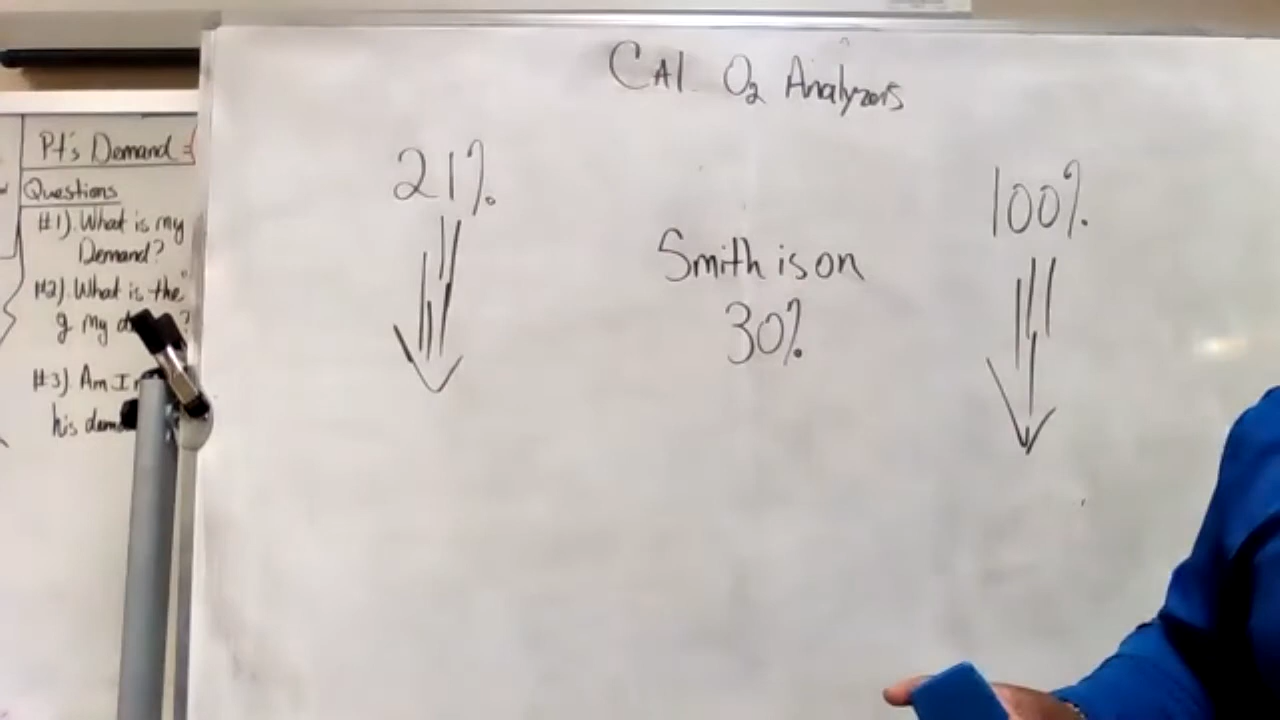 Cal O2 Analyzers
21%
100%
Smith is on
30%
Pt's Demand =
Questions
#1). What is my
Demand?
#2). What is the
g my ?
#3). Am I
his